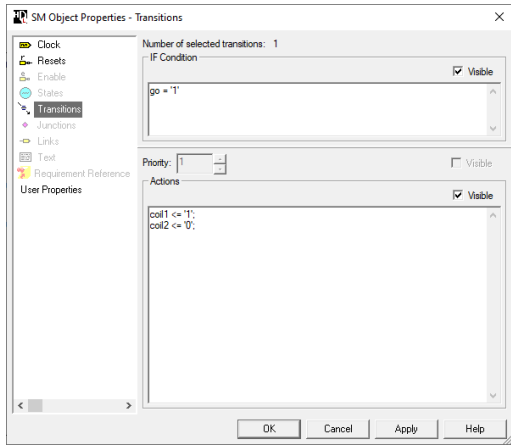 SM Object Properties - Transitions
Clock
Resets
Enable
States
Transitions
Junctions
Links
Text
Requirement Reference
User Properties
Number of selected transitions: 1
IF Condition
Visible
go = '1'
Priority: 1
Visible
Actions
Visible
coil1 <= '1';
coil2 <= '0';
OK
Cancel
Apply
Help